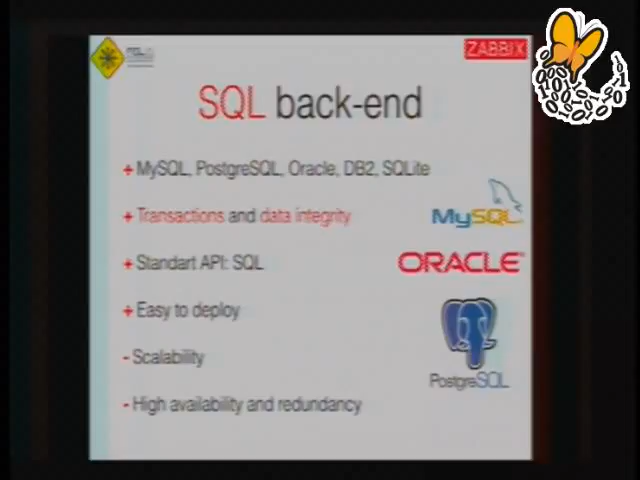 ZABBIX
SQL back-end
+ MySQL, PostgreSQL, Oracle, DB2, SQLite
+ Transactions and data integrity
MySQL
+ Standart API: SQL
ORACLE
+ Easy to deploy
- Scalability
PostgreSQL
- High availability and redundancy